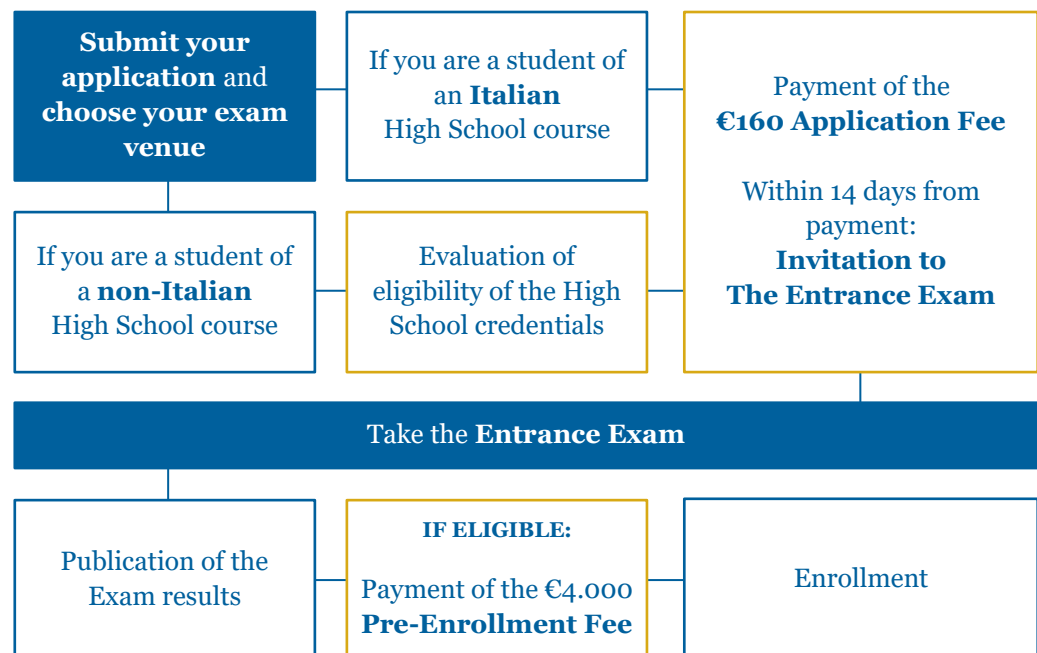 Submit your
application and
choose your exam
venue
If you are a student of
an Italian
High School course
Payment of the
€160 Application Fee
Within 14 days from
payment:
Invitation to
The Entrance Exam
If you are a student of
a non-Italian
High School course
Evaluation of
eligibility of the High
School credentials
Take the Entrance Exam
Publication of the
Exam results
IF ELIGIBLE:
Payment of the €4.000
Pre-Enrollment Fee
Enrollment